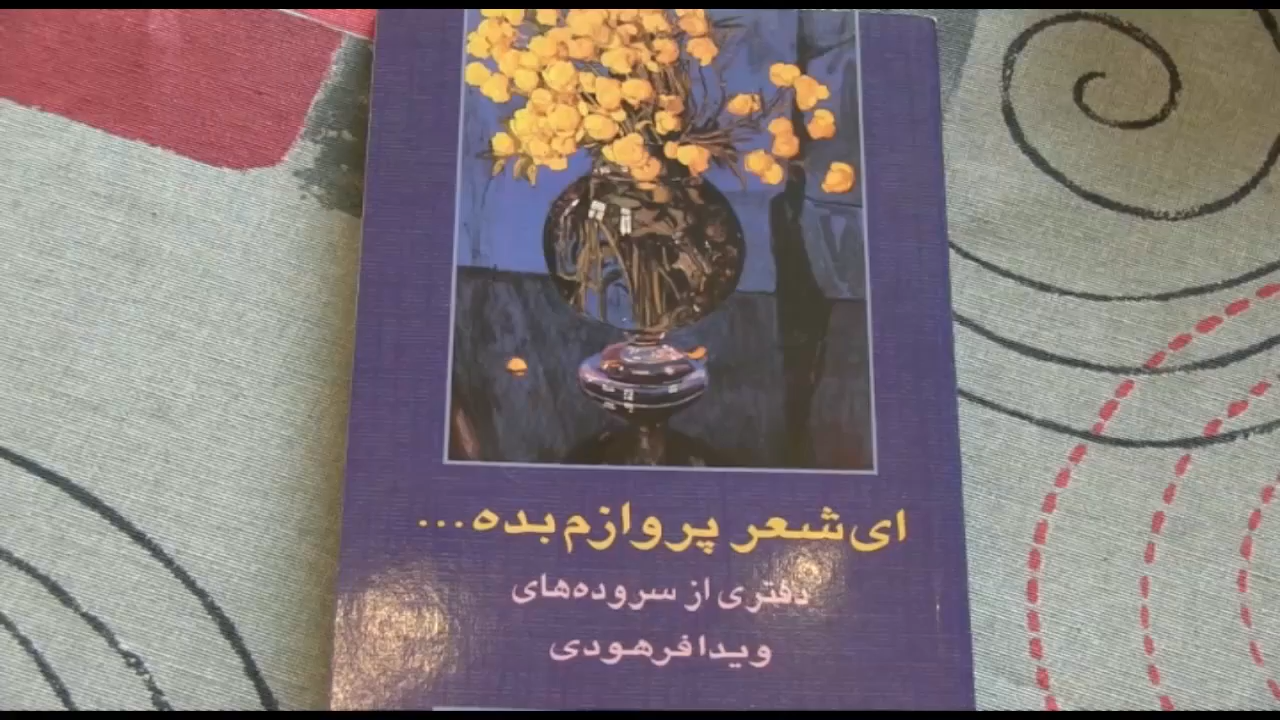 ای شعر پروازم بده...
دفتری از سروده‌های
ویدا فرهودی